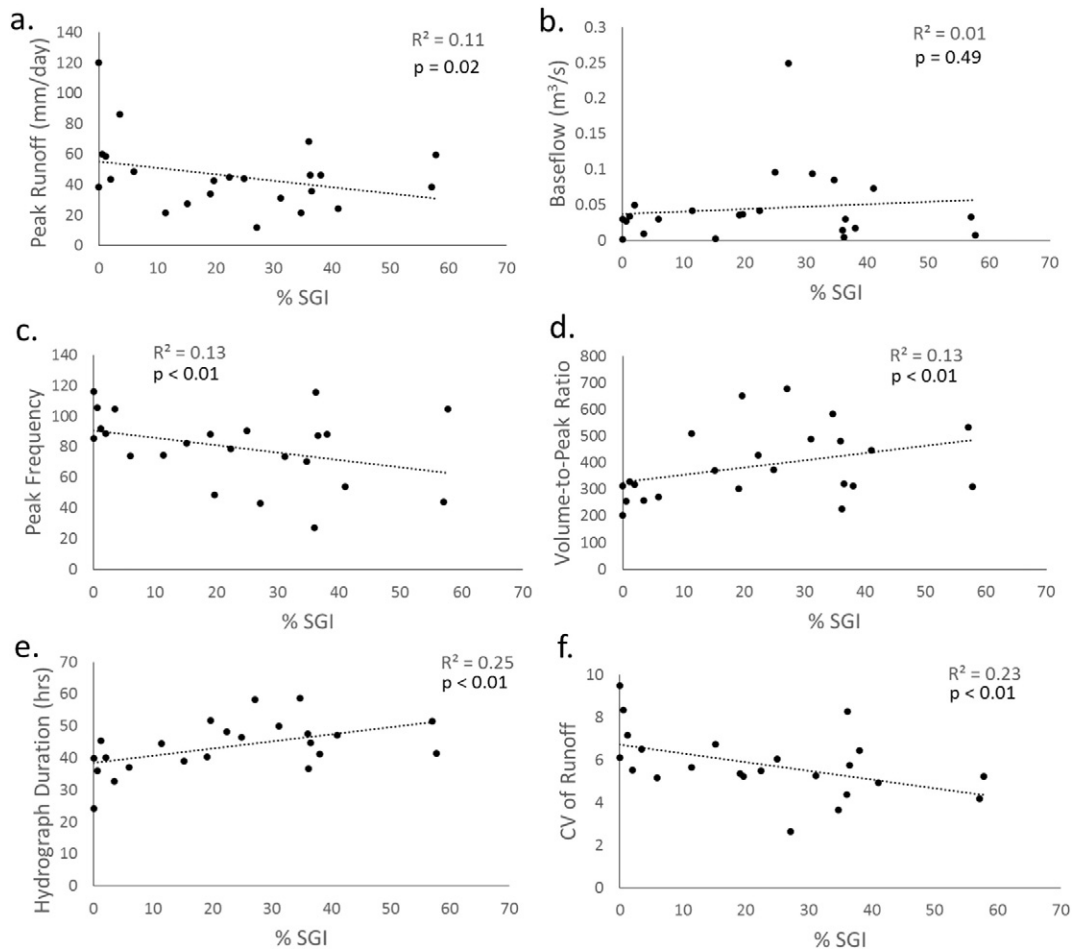 a.
R² = 0.11
p = 0.02
Peak Runoff (mm/day)
140
120
100
80
60
40
20
0
0 10 20 30 40 50 60 70
% SGI
b.
R² = 0.01
p = 0.49
Baseflow (m³/s)
0.3
0.25
0.2
0.15
0.1
0.05
0
0 10 20 30 40 50 60 70
% SGI
c.
R² = 0.13
p < 0.01
Peak Frequency
140
120
100
80
60
40
20
0
0 10 20 30 40 50 60 70
% SGI
d.
R² = 0.13
p < 0.01
Volume-to-Peak Ratio
800
700
600
500
400
300
200
100
0
0 10 20 30 40 50 60 70
% SGI
e.
R² = 0.25
p < 0.01
Hydrograph Duration (hrs)
70
60
50
40
30
20
10
0
0 10 20 30 40 50 60 70
% SGI
f.
R² = 0.23
p < 0.01
CV of Runoff
10
8
6
4
2
0
0 10 20 30 40 50 60 70
% SGI